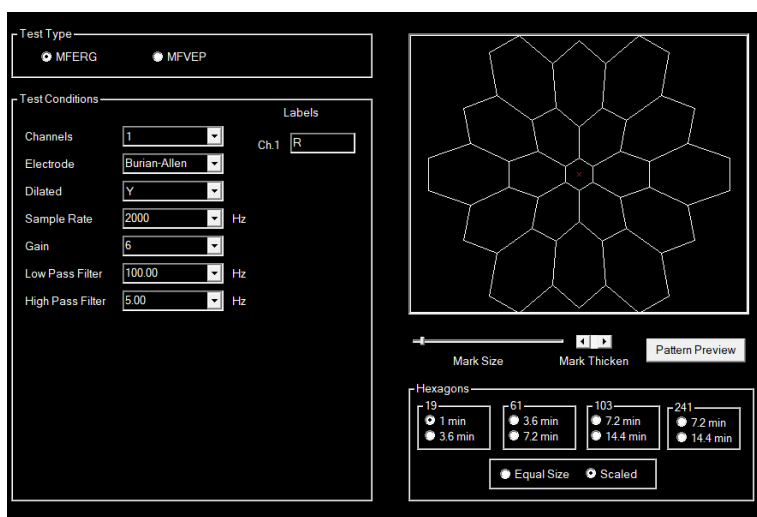 Test Type
MFERG
MFVEP
Test Conditions
Labels
Channels 1
Ch.1 R
Electrode Burian-Allen
Dilated Y
Sample Rate 2000 Hz
Gain 6
Low Pass Filter 100.00 Hz
High Pass Filter 5.00 Hz
Mark Size
Mark Thicken
Pattern Preview
Hexagons
19
1 min
3.6 min
61
3.6 min
7.2 min
103
7.2 min
14.4 min
241
7.2 min
14.4 min
Equal Size
Scaled